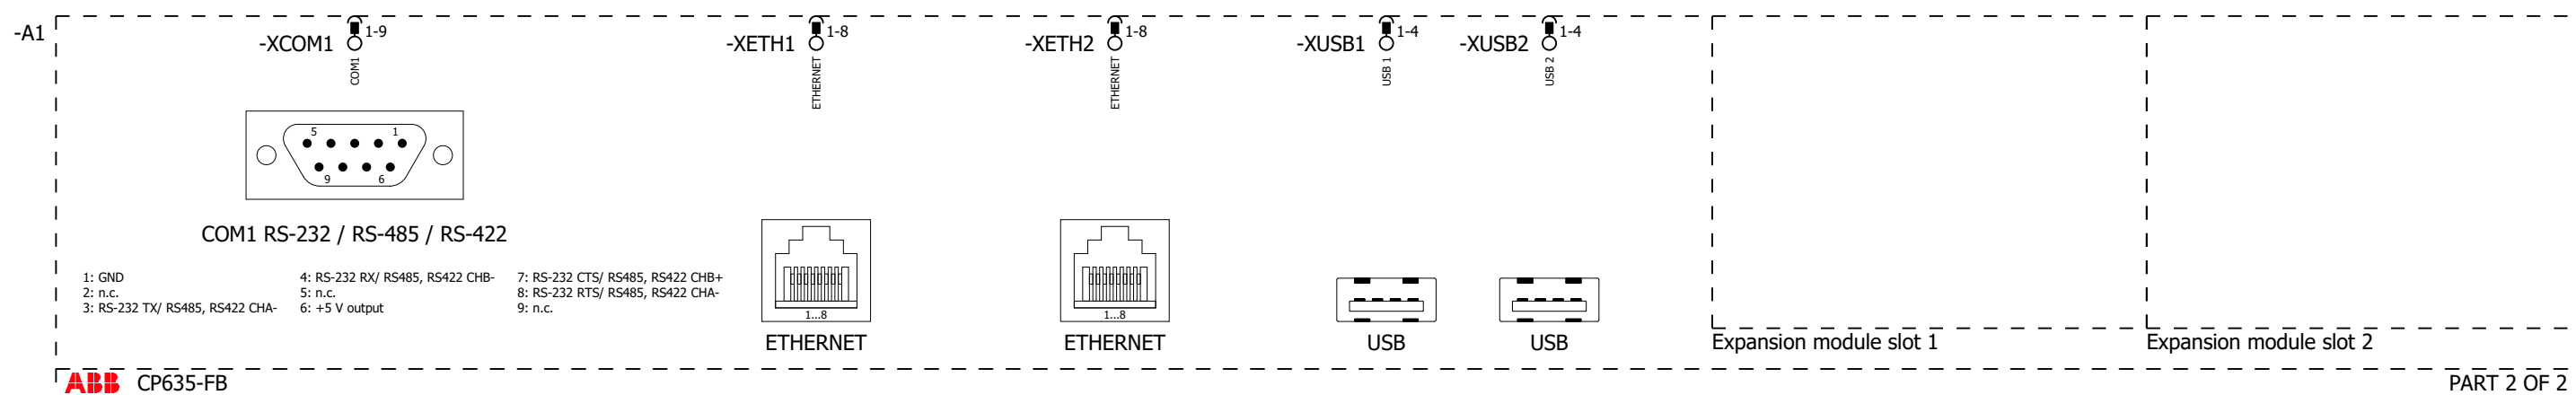 -A1
-XCOM1 1-9
COM1
-XETH1 1-8
ETHERNET
-XETH2 1-8
ETHERNET
-XUSB1 1-4
USB 1
-XUSB2 1-4
USB 2
5 1
9 6
COM1 RS-232 / RS-485 / RS-422
1: GND
2: n.c.
3: RS-232 TX/ RS485, RS422 CHA-
4: RS-232 RX/ RS485, RS422 CHB-
5: n.c.
6: +5 V output
7: RS-232 CTS/ RS485, RS422 CHB+
8: RS-232 RTS/ RS485, RS422 CHA-
9: n.c.
1...8
ETHERNET
1...8
ETHERNET
USB
USB
Expansion module slot 1
Expansion module slot 2
ABB CP635-FB
PART 2 OF 2